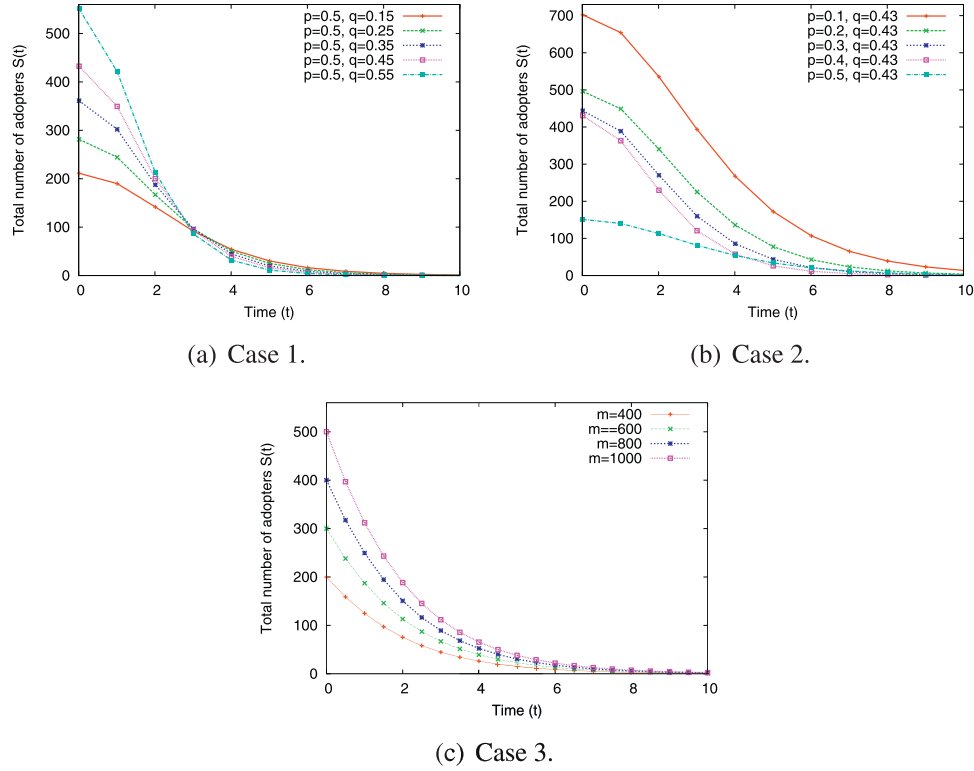 p=0.5, q=0.15
p=0.5, q=0.25
p=0.5, q=0.35
p=0.5, q=0.45
p=0.5, q=0.55
Total number of adopters S(t)
500
400
300
200
100
0
0 2 4 6 8 10
Time (t)
(a) Case 1.
p=0.1, q=0.43
p=0.2, q=0.43
p=0.3, q=0.43
p=0.4, q=0.43
p=0.5, q=0.43
Total number of adopters S(t)
700
600
500
400
300
200
100
0
0 2 4 6 8 10
Time (t)
(b) Case 2.
m=400
m==600
m=800
m=1000
Total number of adopters S(t)
500
400
300
200
100
0
0 2 4 6 8 10
Time (t)
(c) Case 3.